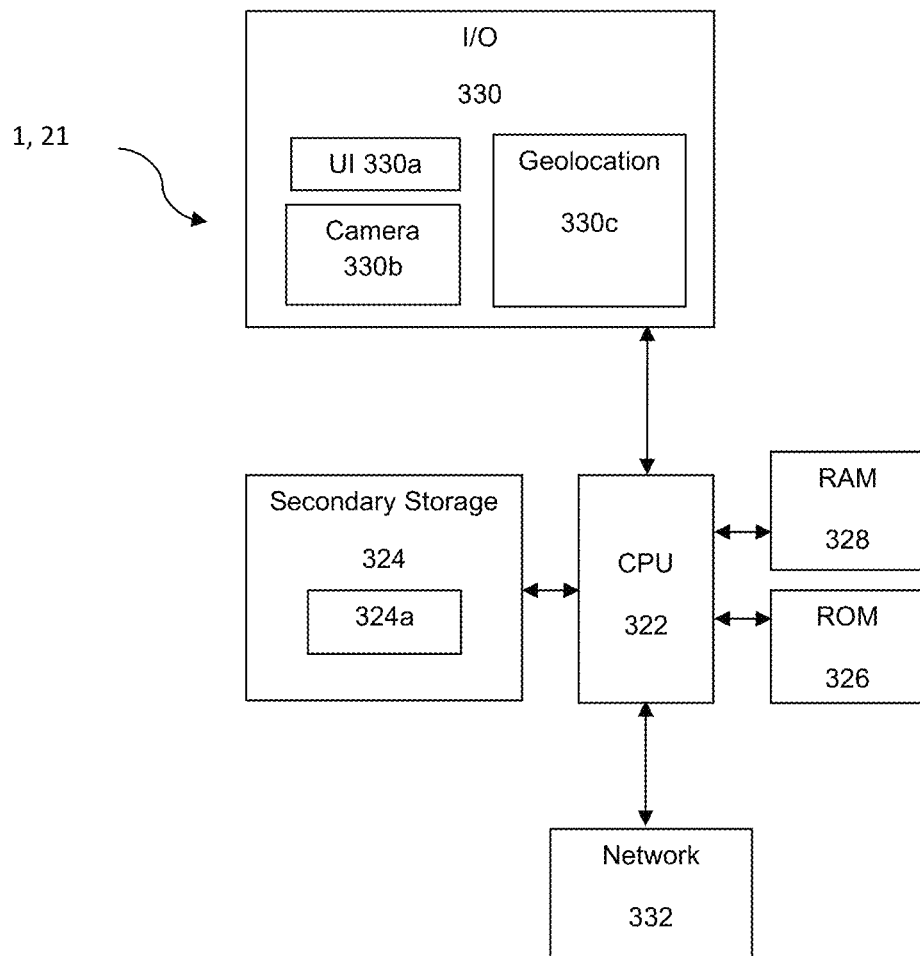 I/O
330
1, 21
UI 330a
Geolocation
330c
Camera
330b
Secondary Storage
324
324a
CPU
322
RAM
328
ROM
326
Network
332